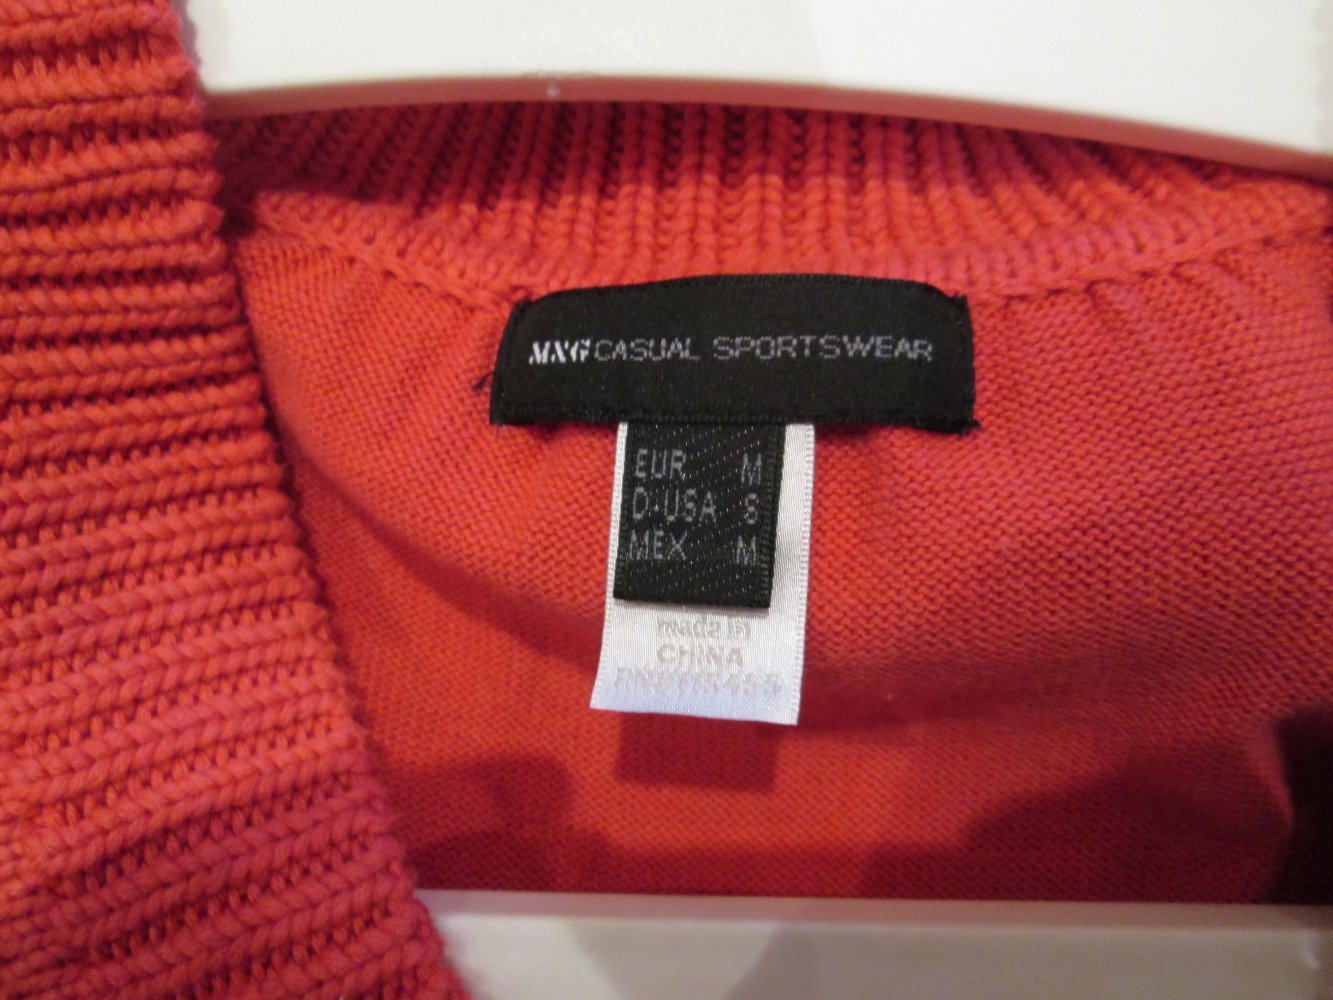 MNG CASUAL SPORTSWEAR
EUR M
D-USA S
MEX M
made in
CHINA